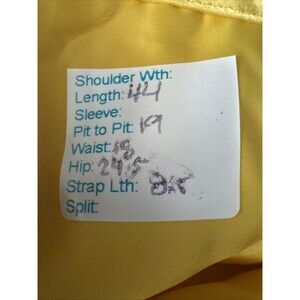 Shoulder Wth:
Length: 44
Sleeve:
Pit to Pit: 19
Waist: 18
Hip: 24.5
Strap Lth: 8.5
Split: